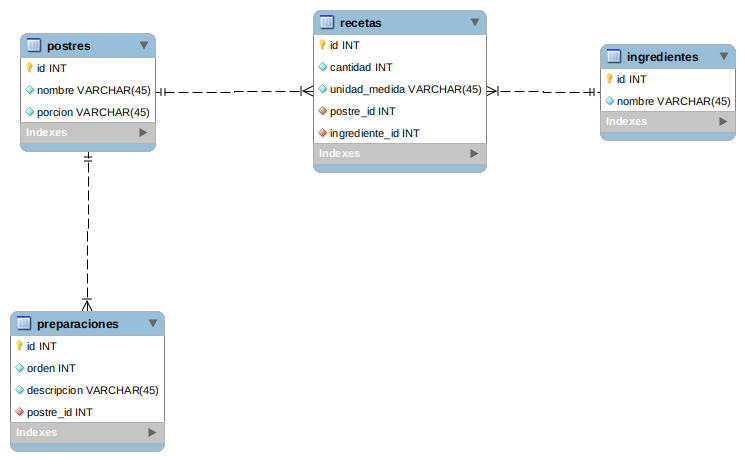 postres
id INT
nombre VARCHAR(45)
porcion VARCHAR(45)
Indexes
recetas
id INT
cantidad INT
unidad_medida VARCHAR(45)
postre_id INT
ingrediente_id INT
Indexes
ingredientes
id INT
nombre VARCHAR(45)
Indexes
preparaciones
id INT
orden INT
descripcion VARCHAR(45)
postre_id INT
Indexes